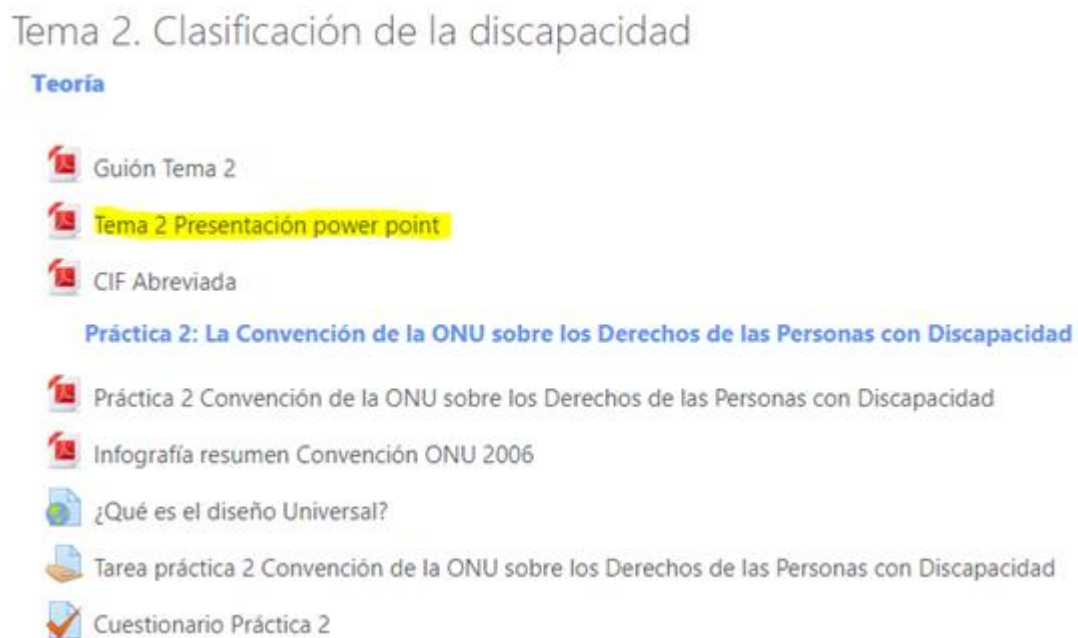 Tema 2. Clasificación de la discapacidad
Teoría
Guión Tema 2
Tema 2 Presentación power point
CIF Abreviada
Práctica 2: La Convención de la ONU sobre los Derechos de las Personas con Discapacidad
Práctica 2 Convención de la ONU sobre los Derechos de las Personas con Discapacidad
Infografía resumen Convención ONU 2006
¿Qué es el diseño Universal?
Tarea práctica 2 Convención de la ONU sobre los Derechos de las Personas con Discapacidad
Cuestionario Práctica 2